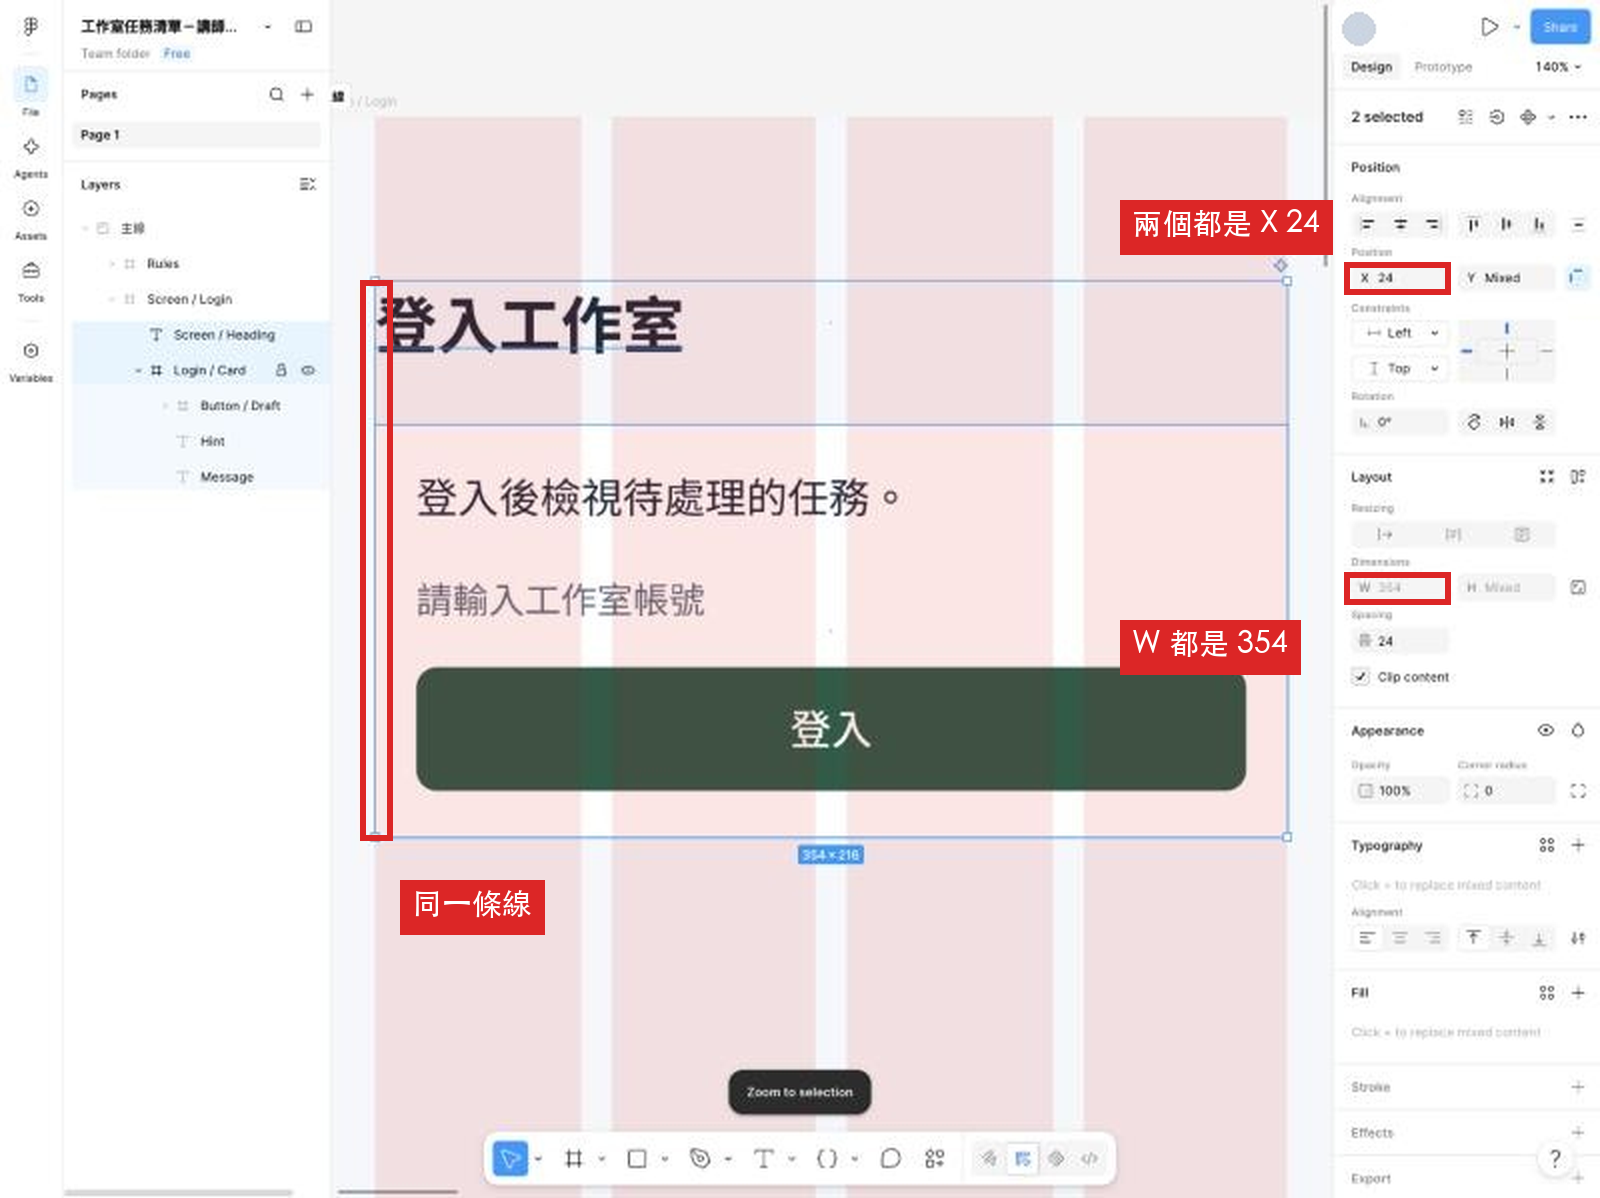 工作室任務清單－講師...
Team folder Free
Pages
Page 1
Layers
主線
Rules
Screen / Login
Screen / Heading
Login / Card
Button / Draft
Hint
Message
File
Agents
Assets
Tools
Variables
線 ) / Login
登入工作室
登入後檢視待處理的任務。
請輸入工作室帳號
登入
354 × 216
同一條線
兩個都是 X 24
W 都是 354
Zoom to selection
Share
Design Prototype 140%
2 selected
Position
Alignment
Position
X 24 Y Mixed
Constraints
Left
Top
Rotation
0°
Layout
Resizing
Dimensions
W 354 H Mixed
Spacing
24
Clip content
Appearance
Opacity Corner radius
100% 0
Typography
Click + to replace mixed content
Alignment
Fill
Click + to replace mixed content
Stroke
Effects
Export
?